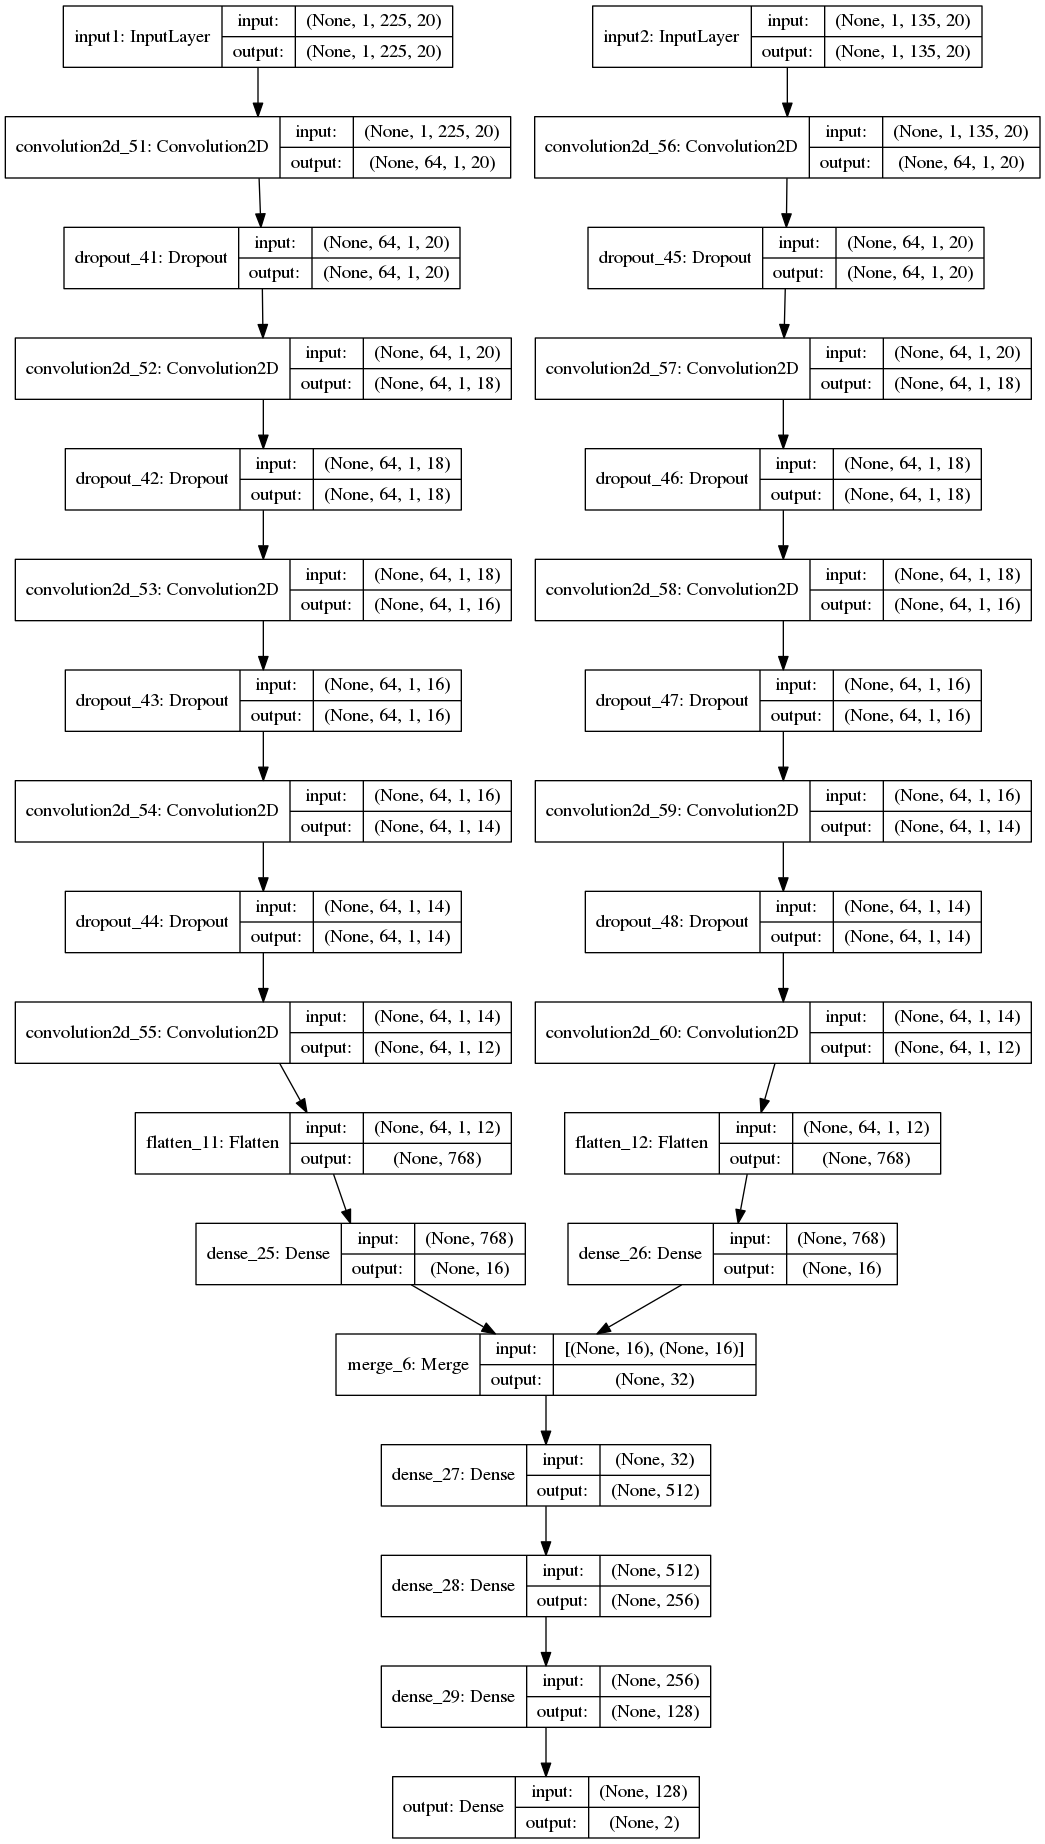 input1: InputLayer
input: (None, 1, 225, 20)
output: (None, 1, 225, 20)
input2: InputLayer
input: (None, 1, 135, 20)
output: (None, 1, 135, 20)
convolution2d_51: Convolution2D
input: (None, 1, 225, 20)
output: (None, 64, 1, 20)
convolution2d_56: Convolution2D
input: (None, 1, 135, 20)
output: (None, 64, 1, 20)
dropout_41: Dropout
input: (None, 64, 1, 20)
output: (None, 64, 1, 20)
dropout_45: Dropout
input: (None, 64, 1, 20)
output: (None, 64, 1, 20)
convolution2d_52: Convolution2D
input: (None, 64, 1, 20)
output: (None, 64, 1, 18)
convolution2d_57: Convolution2D
input: (None, 64, 1, 20)
output: (None, 64, 1, 18)
dropout_42: Dropout
input: (None, 64, 1, 18)
output: (None, 64, 1, 18)
dropout_46: Dropout
input: (None, 64, 1, 18)
output: (None, 64, 1, 18)
convolution2d_53: Convolution2D
input: (None, 64, 1, 18)
output: (None, 64, 1, 16)
convolution2d_58: Convolution2D
input: (None, 64, 1, 18)
output: (None, 64, 1, 16)
dropout_43: Dropout
input: (None, 64, 1, 16)
output: (None, 64, 1, 16)
dropout_47: Dropout
input: (None, 64, 1, 16)
output: (None, 64, 1, 16)
convolution2d_54: Convolution2D
input: (None, 64, 1, 16)
output: (None, 64, 1, 14)
convolution2d_59: Convolution2D
input: (None, 64, 1, 16)
output: (None, 64, 1, 14)
dropout_44: Dropout
input: (None, 64, 1, 14)
output: (None, 64, 1, 14)
dropout_48: Dropout
input: (None, 64, 1, 14)
output: (None, 64, 1, 14)
convolution2d_55: Convolution2D
input: (None, 64, 1, 14)
output: (None, 64, 1, 12)
convolution2d_60: Convolution2D
input: (None, 64, 1, 14)
output: (None, 64, 1, 12)
flatten_11: Flatten
input: (None, 64, 1, 12)
output: (None, 768)
flatten_12: Flatten
input: (None, 64, 1, 12)
output: (None, 768)
dense_25: Dense
input: (None, 768)
output: (None, 16)
dense_26: Dense
input: (None, 768)
output: (None, 16)
merge_6: Merge
input: [(None, 16), (None, 16)]
output: (None, 32)
dense_27: Dense
input: (None, 32)
output: (None, 512)
dense_28: Dense
input: (None, 512)
output: (None, 256)
dense_29: Dense
input: (None, 256)
output: (None, 128)
output: Dense
input: (None, 128)
output: (None, 2)